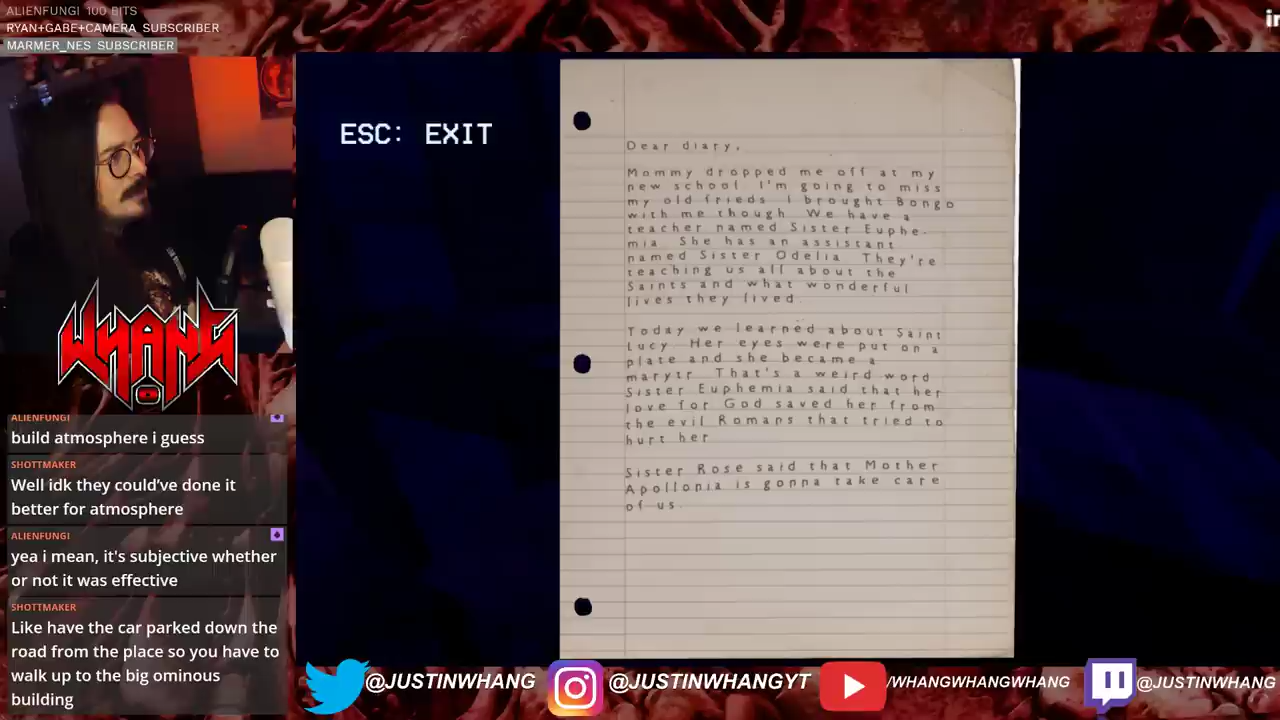 ALIENFUNGI 100 BITS
RYAN+GABE+CAMERA SUBSCRIBER
MARMER_NES SUBSCRIBER
ESC: EXIT
Dear diary,
Mommy dropped me off at my
new school I'm going to miss
my old frieds I brought Bongo
with me though We have a
teacher named Sister Euphe-
mia She has an assistant
named Sister Odelia They're
teaching us all about the
Saints and what wonderful
lives they lived.
Today we learned about Saint
Lucy Her eyes were put on a
plate and she became a
marytr That's a weird word
Sister Euphemia said that her
love for God saved her from
the evil Romans that tried to
hurt her
Sister Rose said that Mother
Apollonia is gonna take care
of us.
WHANG
ALIENFUNGI
build atmosphere i guess
SHOTTMAKER
Well idk they could've done it
better for atmosphere
ALIENFUNGI
yea i mean, it's subjective whether
or not it was effective
SHOTTMAKER
Like have the car parked down the
road from the place so you have to
walk up to the big ominous
building
@JUSTINWHANG
@JUSTINWHANGYT
/WHANGWHANGWHANG
@JUSTINWHANG